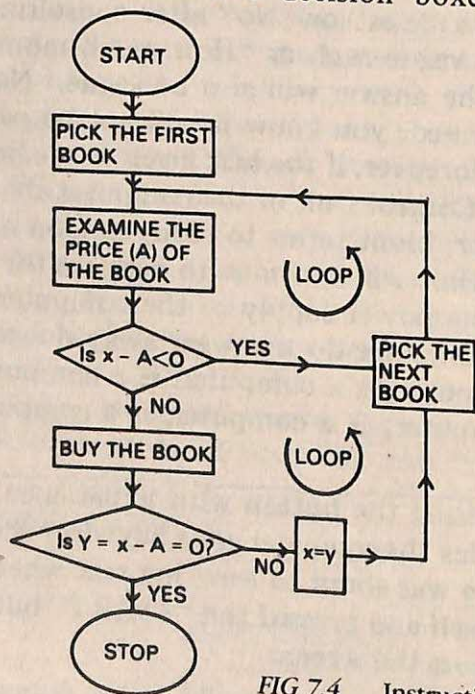 START
PICK THE FIRST
BOOK
EXAMINE THE
PRICE (A) OF
THE BOOK
LOOP
Is x – A<0
YES
PICK THE
NEXT
BOOK
NO
BUY THE BOOK
LOOP
Is Y = x – A = 0?
NO
x=y
YES
STOP
FIG 7.4